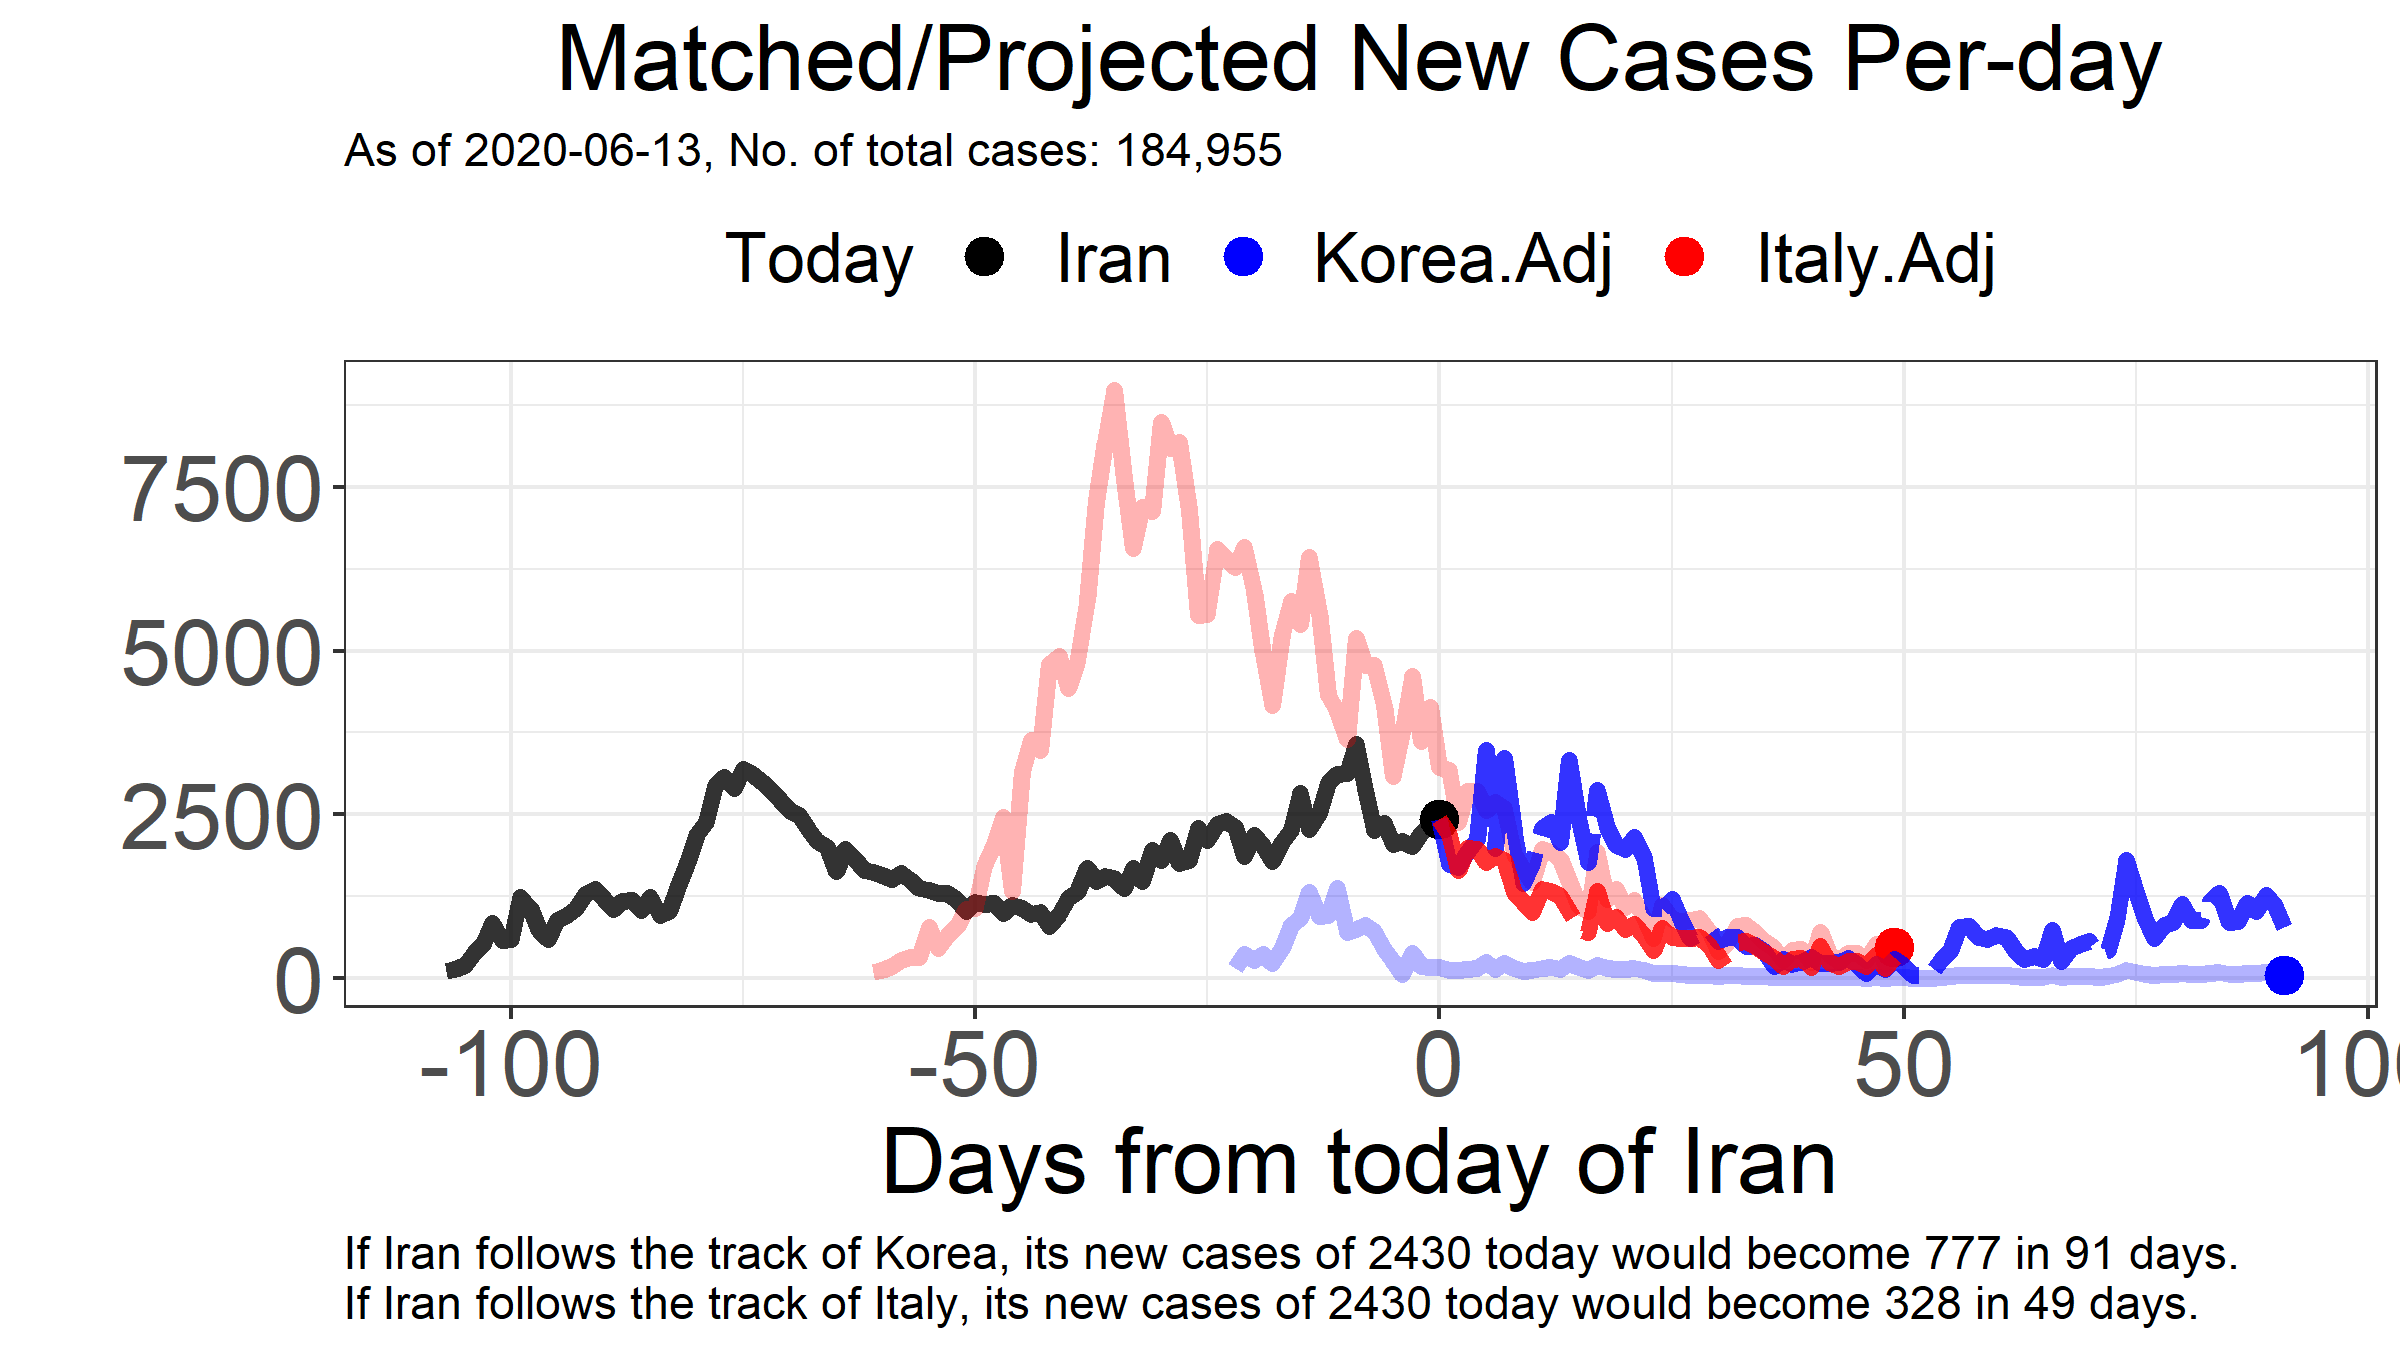 Matched/Projected New Cases Per-day
As of 2020-06-13, No. of total cases: 184,955
Today Iran Korea.Adj Italy.Adj
7500
5000
2500
0
-100 -50 0 50 100
Days from today of Iran
If Iran follows the track of Korea, its new cases of 2430 today would become 777 in 91 days.
If Iran follows the track of Italy, its new cases of 2430 today would become 328 in 49 days.